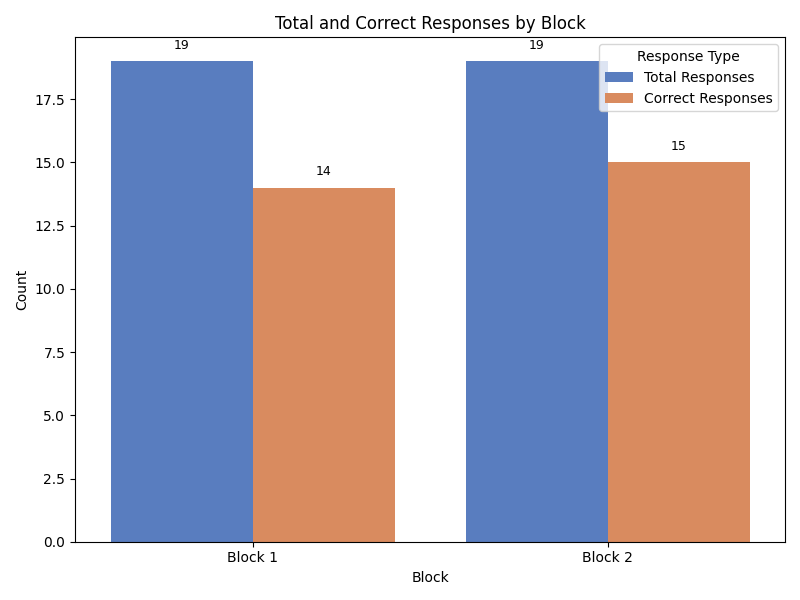 Total and Correct Responses by Block
19
19
Response Type
Total Responses
Correct Responses
15
14
17.5
15.0
12.5
10.0
7.5
5.0
2.5
0.0
Count
Block 1
Block 2
Block